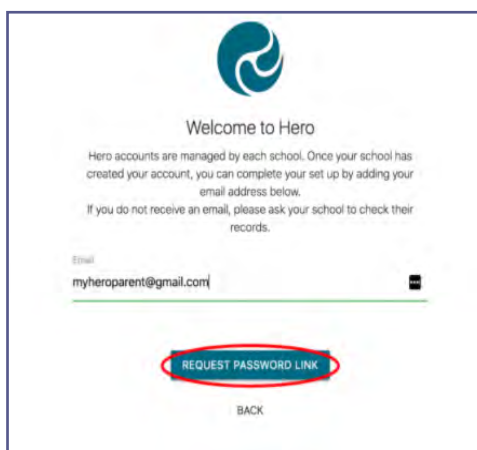 Welcome to Hero
Hero accounts are managed by each school. Once your school has
created your account, you can complete your set up by adding your
email address below.
If you do not receive an email, please ask your school to check their
records.
Email
myheroparent@gmail.com
REQUEST PASSWORD LINK
BACK